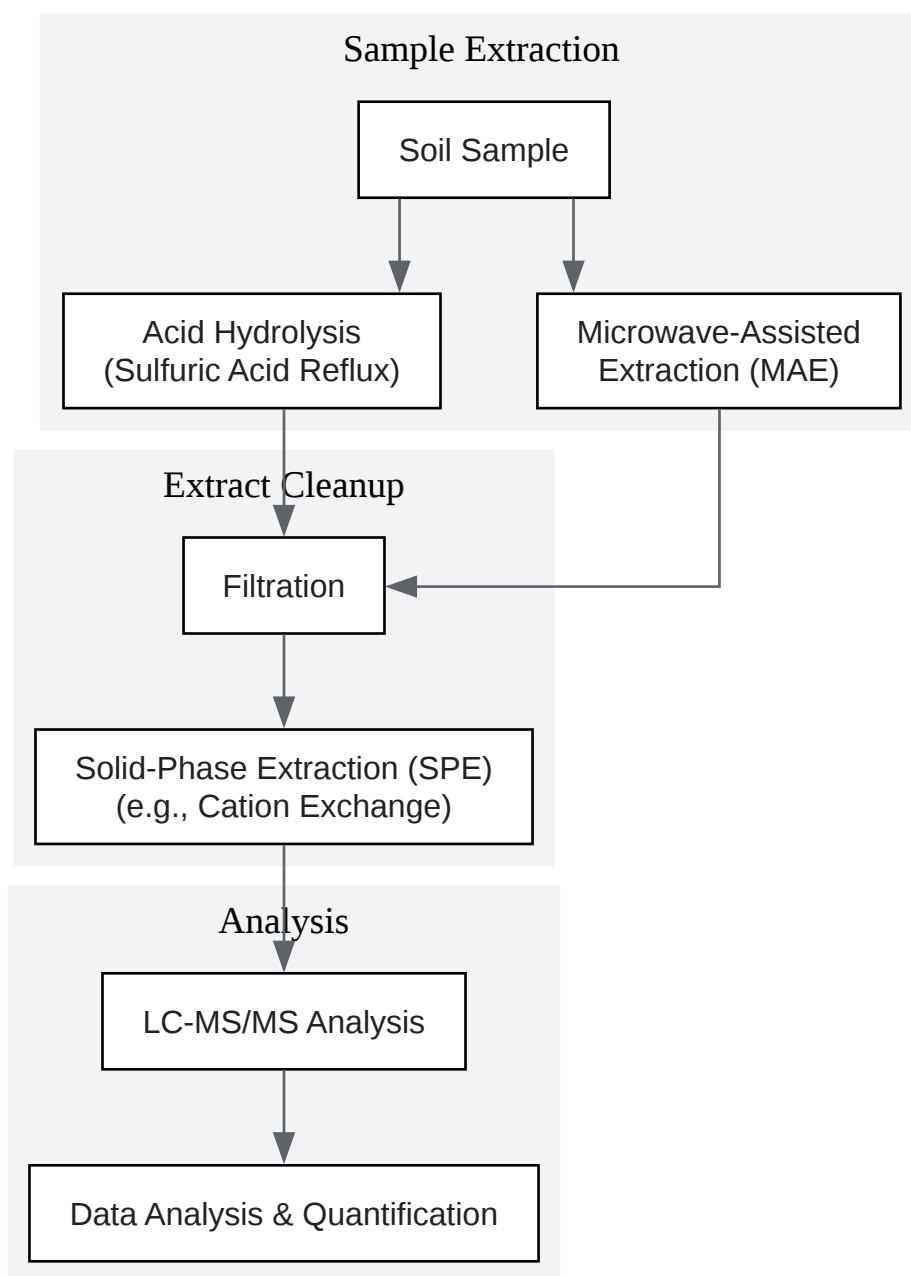 Sample Extraction
Soil Sample
Acid Hydrolysis
(Sulfuric Acid Reflux)
Microwave-Assisted
Extraction (MAE)
Extract Cleanup
Filtration
Solid-Phase Extraction (SPE)
(e.g., Cation Exchange)
Analysis
LC-MS/MS Analysis
Data Analysis & Quantification